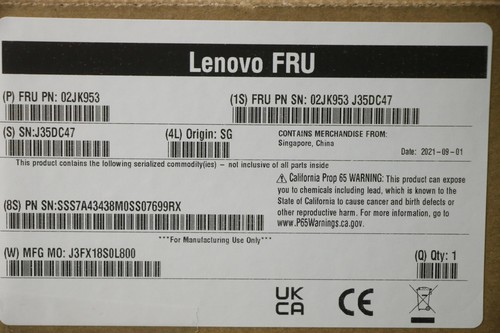 Lenovo FRU
(P) FRU PN: 02JK953
(1S) FRU PN SN: 02JK953 J35DC47
(S) SN:J35DC47
(4L) Origin: SG
CONTAINS MERCHANDISE FROM:
Singapore, China
Date: 2021-09-01
This product contains the following serialized commodity(ies) - not inclusive of all parts inside
⚠ California Prop 65 WARNING: This product can expose
you to chemicals including lead, which is known to the
State of California to cause cancer and birth defects or
other reproductive harm. For more information, go to
www.P65Warnings.ca.gov.
(8S) PN SN:SSS7A43438M0SS07699RX
***For Manufacturing Use Only***
(W) MFG MO: J3FX18S0L800
(Q) Qty: 1
UK
CA
CE